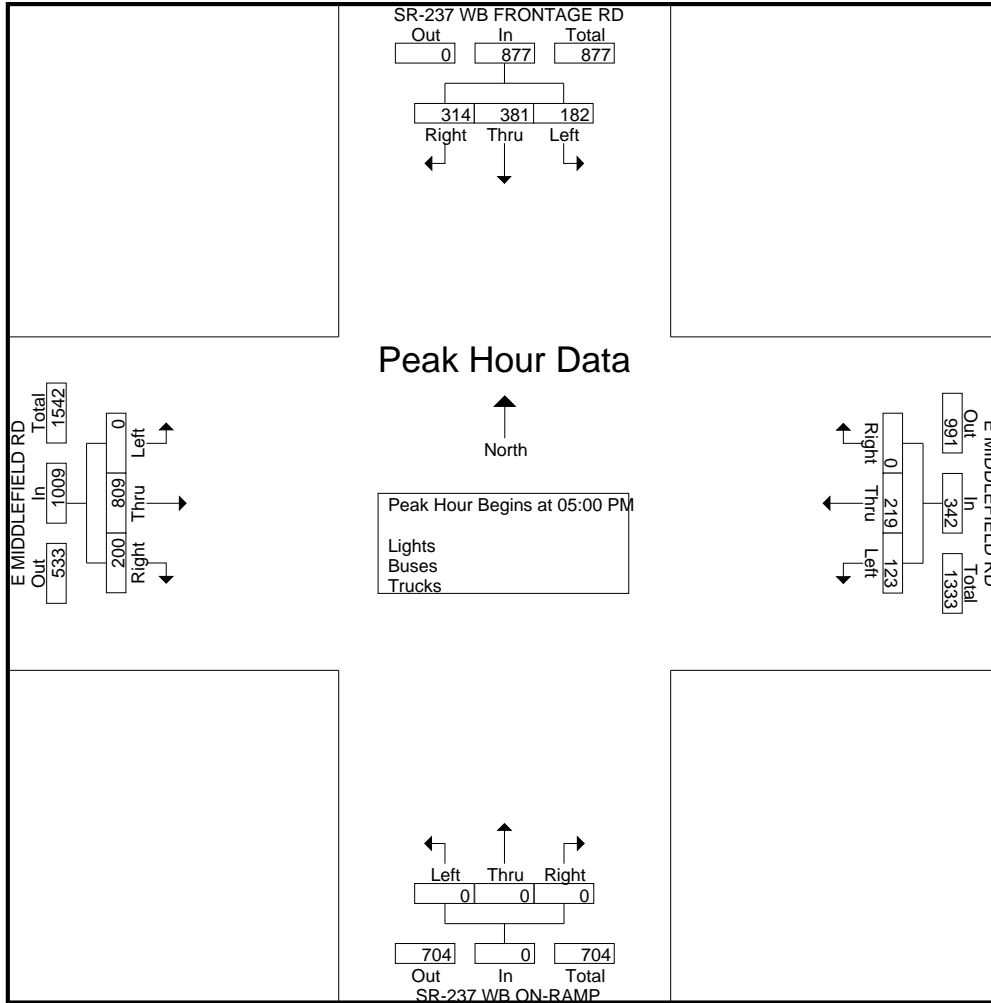 SR-237 WB FRONTAGE RD
Out In Total
0 877 877
314 381 182
Right Thru Left
Peak Hour Data
North
Peak Hour Begins at 05:00 PM
Lights
Buses
Trucks
E MIDDLEFIELD RD
Out In Total
533 1009 1542
0 809 200
Left Thru Right
E MIDDLEFIELD RD
Out In Total
991 342 1333
0 219 123
Right Thru Left
Left Thru Right
0 0 0
704 0 704
Out In Total
SR-237 WB ON-RAMP